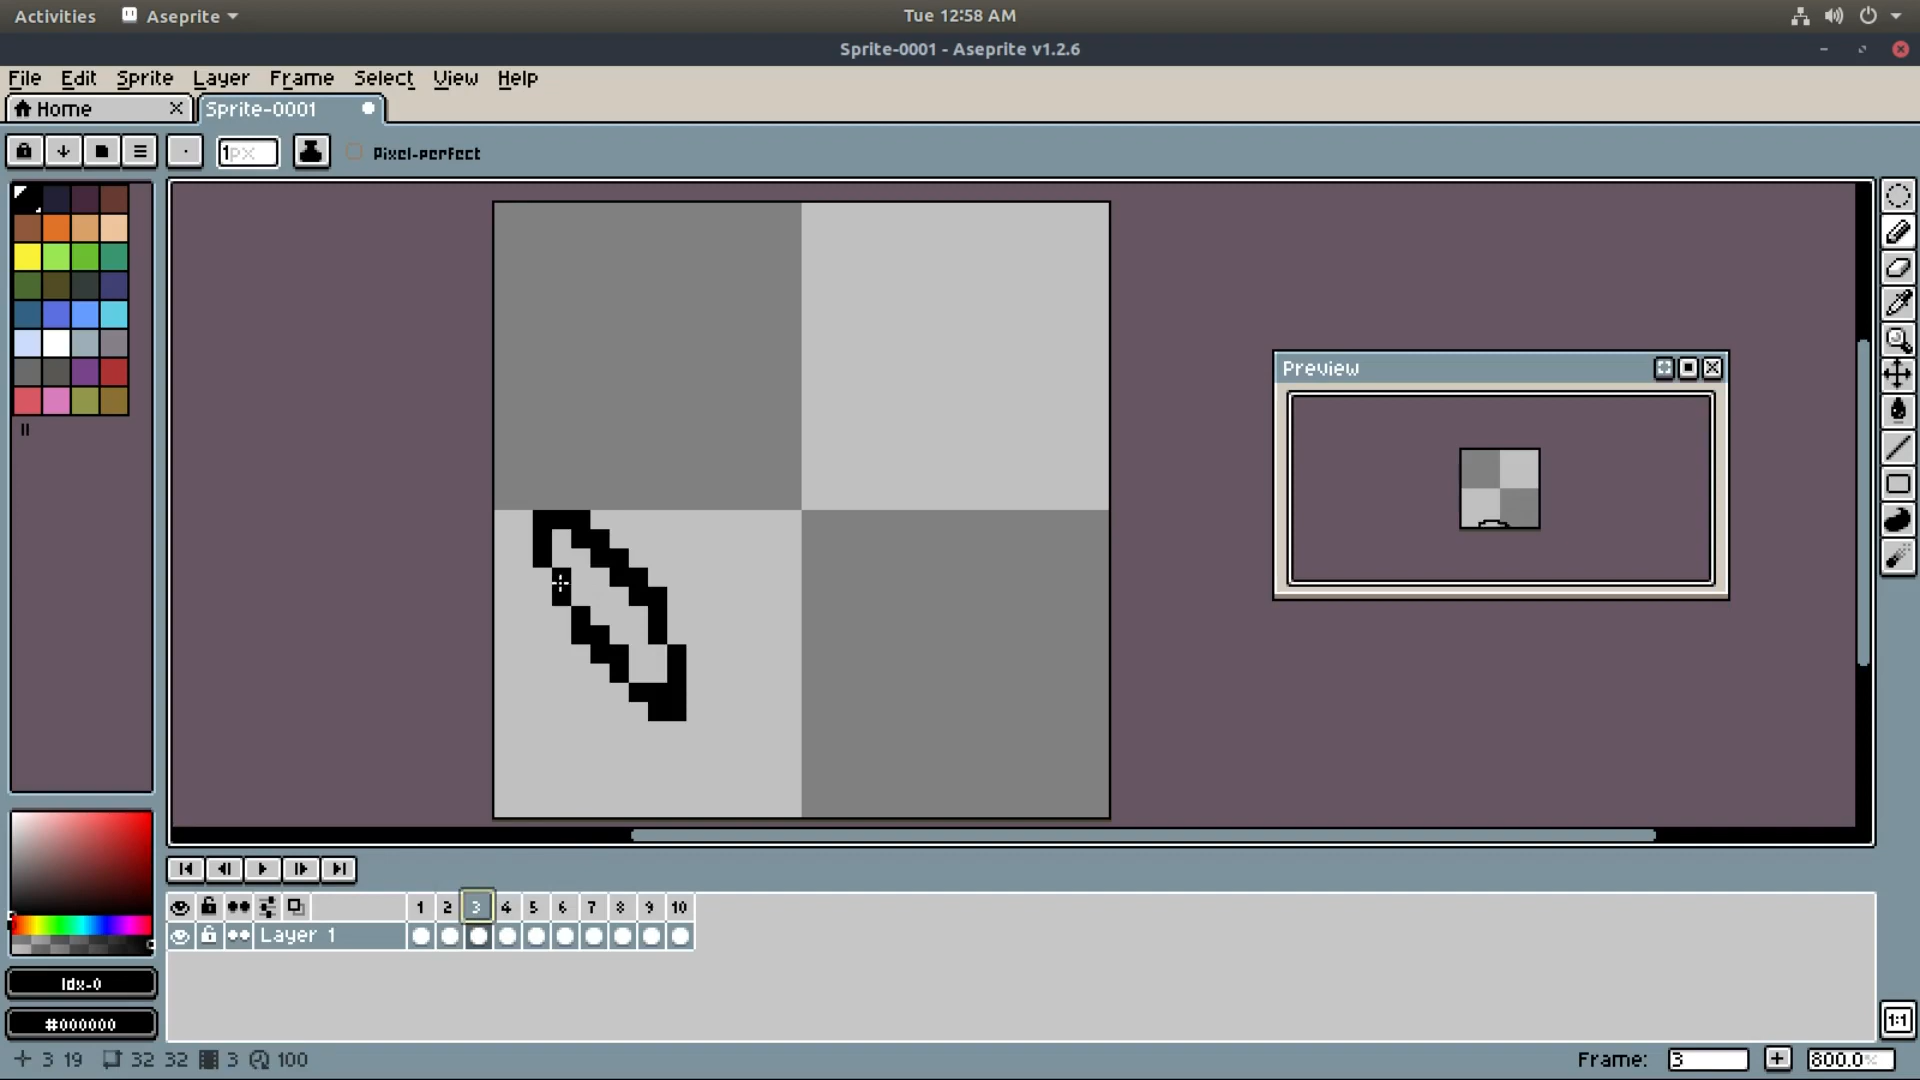 Activities Aseprite Tue 12:58 AM
Sprite-0001 - Aseprite v1.2.6
File Edit Sprite Layer Frame Select View Help
Home Sprite-0001
1px Pixel-perfect
Preview
1 2 3 4 5 6 7 8 9 10
Layer 1
Idx-0
#000000
1:1
3 19 32 32 3 100 Frame: 3 800.0%